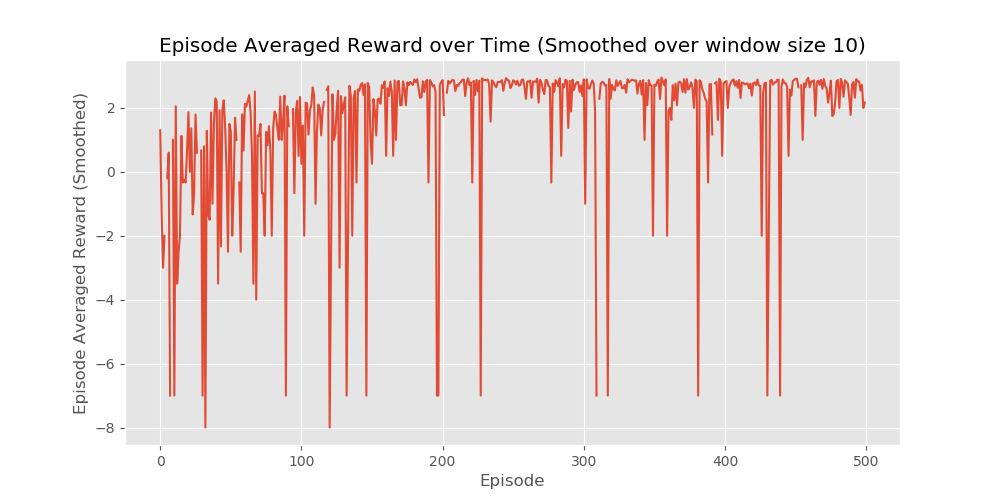 Episode Averaged Reward over Time (Smoothed over window size 10)
Episode Averaged Reward (Smoothed)
2
0
−2
−4
−6
−8
0 100 200 300 400 500
Episode